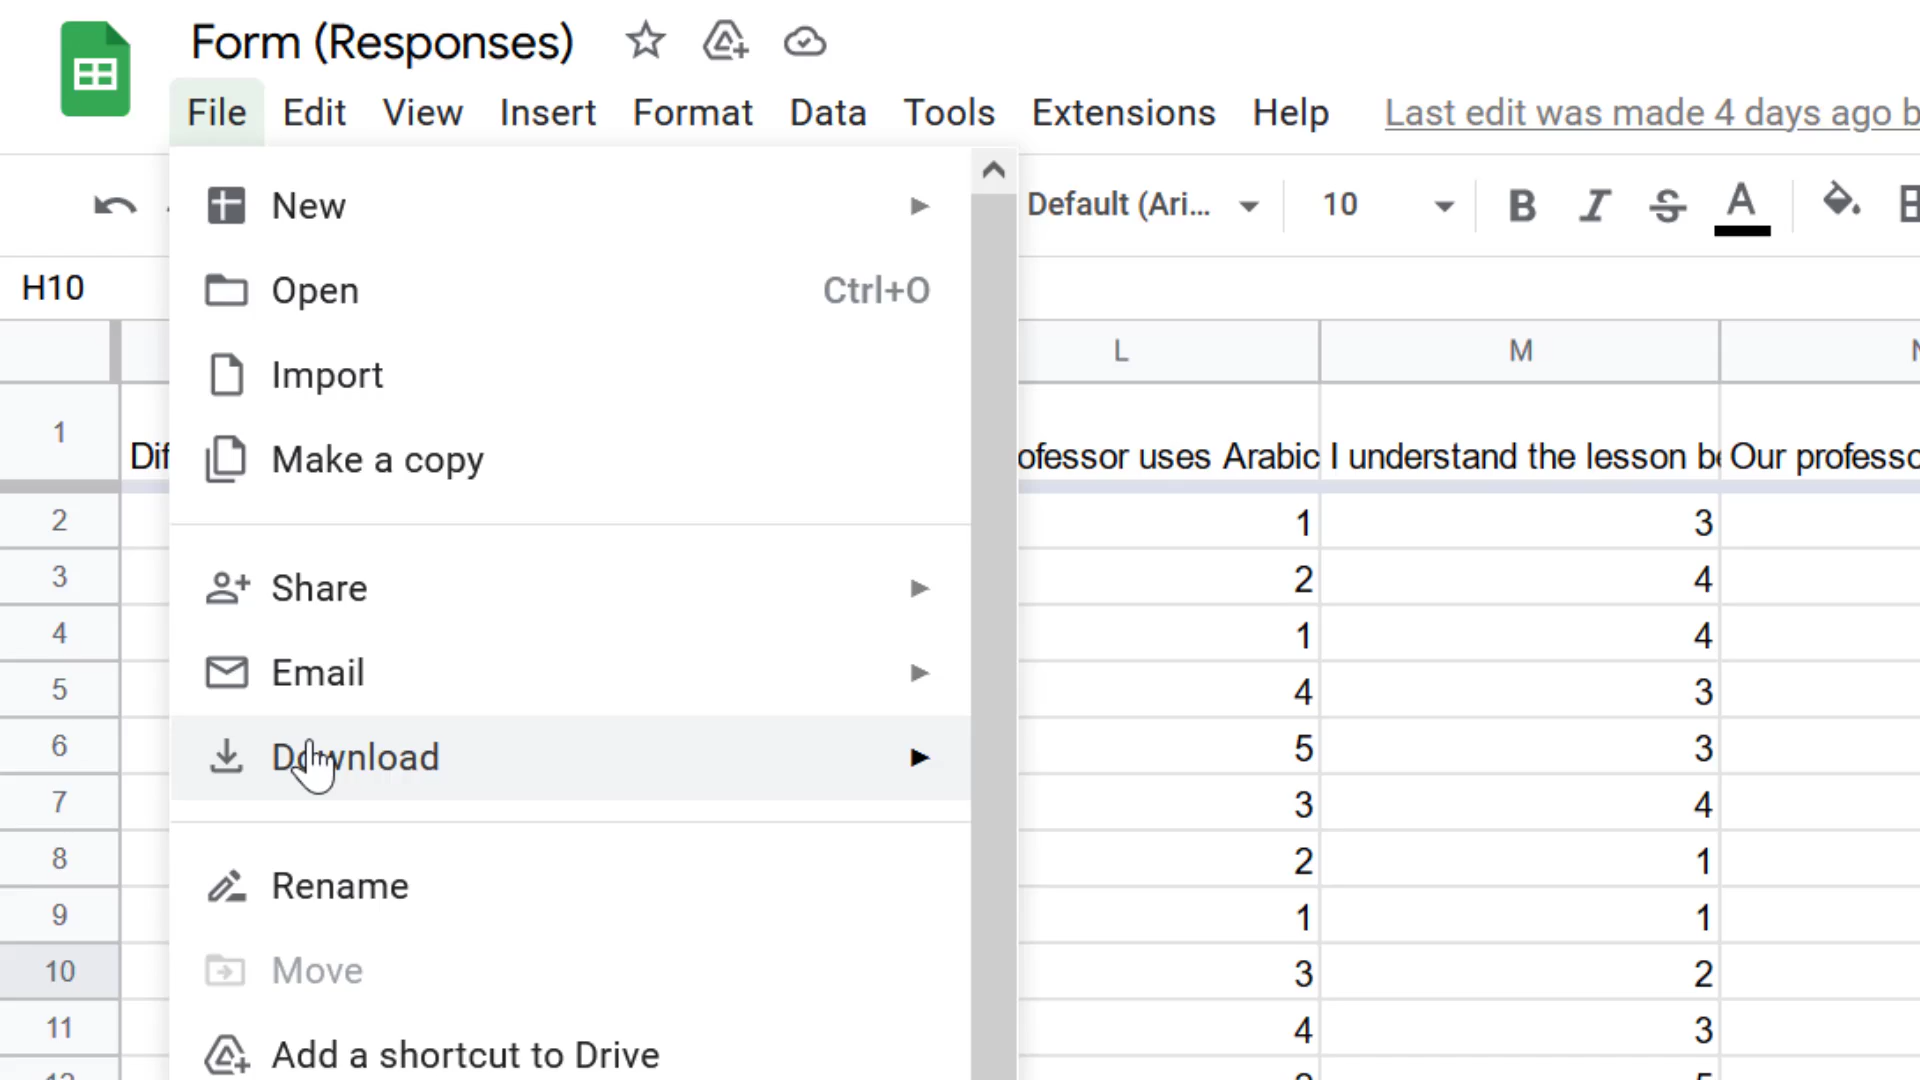 Form (Responses)
File Edit View Insert Format Data Tools Extensions Help Last edit was made 4 days ago b
New
Default (Ari... 10 B I S A
H10
Open Ctrl+O
L M
Import
1 Dif ofessor uses Arabic I understand the lesson be Our professo
Make a copy
2 1 3
3 2 4
Share
4 1 4
Email
5 4 3
6 5 3
Download
7 3 4
8 2 1
Rename
9 1 1
10 3 2
Move
11 4 3
Add a shortcut to Drive